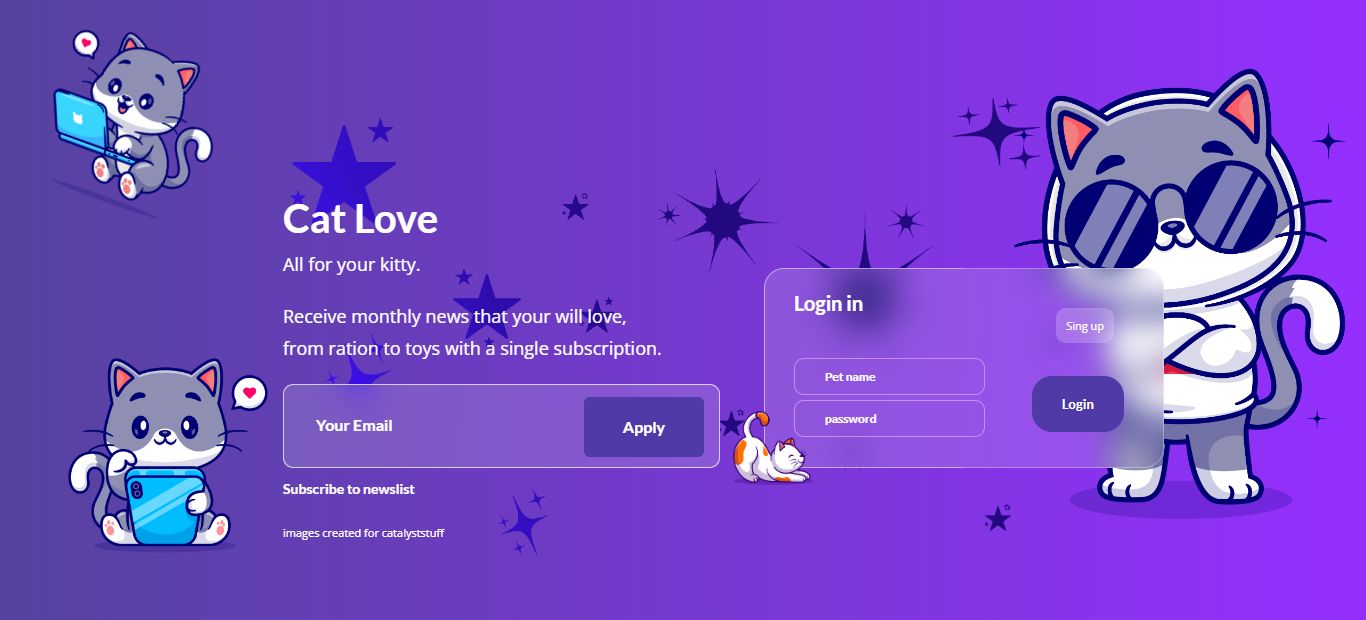 Cat Love
All for your kitty.
Receive monthly news that your will love,
from ration to toys with a single subscription.
Your Email
Apply
Subscribe to newslist
images created for catalyststuff
Login in
Sing up
Pet name
password
Login